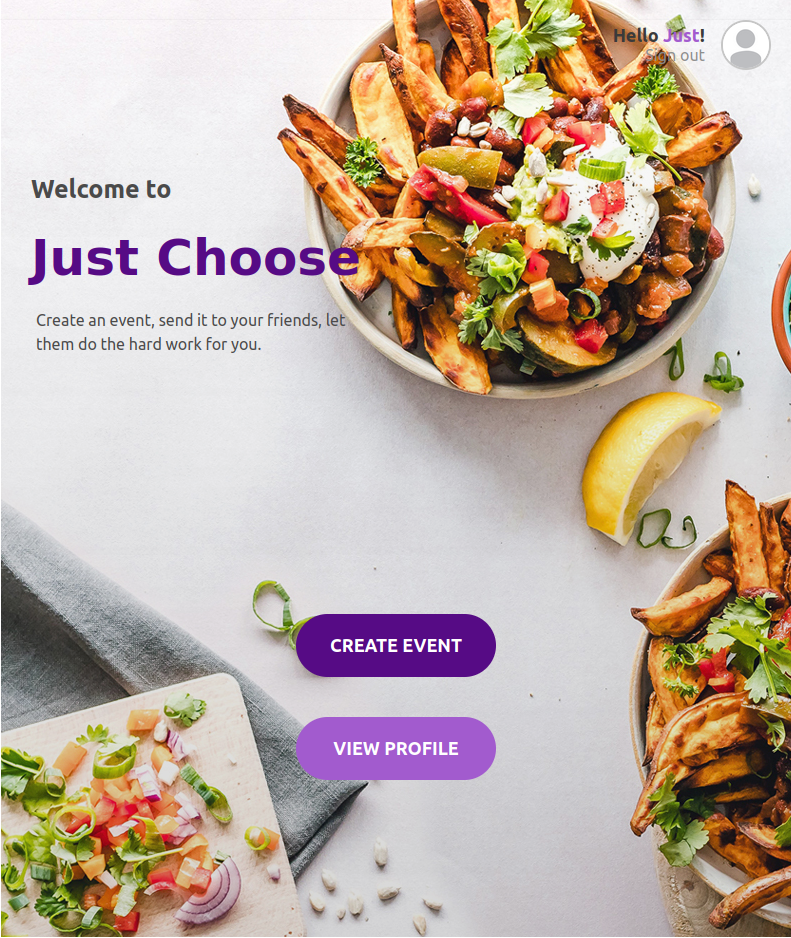 Hello Just!
Sign out
Welcome to
Just Choose
Create an event, send it to your friends, let
them do the hard work for you.
CREATE EVENT
VIEW PROFILE